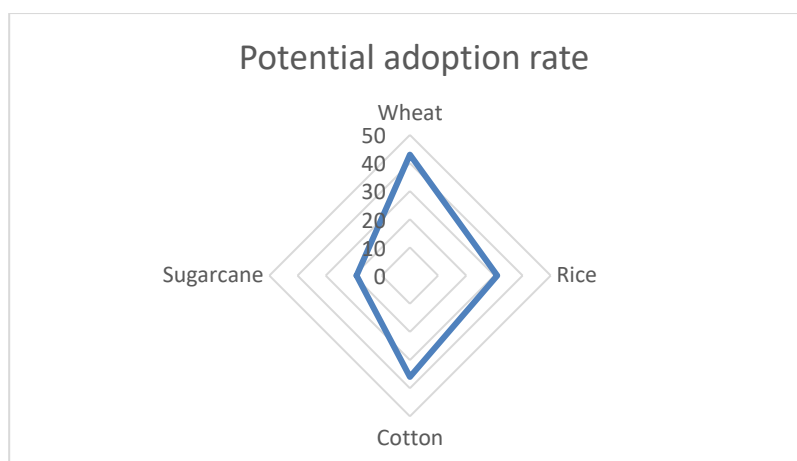 Potential adoption rate
Wheat
50
40
30
20
10
0
Sugarcane
Rice
Cotton